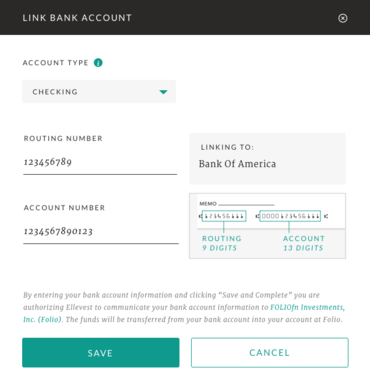 LINK BANK ACCOUNT
ACCOUNT TYPE i
CHECKING
ROUTING NUMBER
123456789
LINKING TO:
Bank Of America
ACCOUNT NUMBER
1234567890123
MEMO
ROUTING
9 DIGITS
ACCOUNT
13 DIGITS
By entering your bank account information and clicking "Save and Complete" you are
authorizing Ellevest to communicate your bank account information to FOLIOfn Investments,
Inc. (Folio). The funds will be transferred from your bank account into your account at Folio.
SAVE
CANCEL